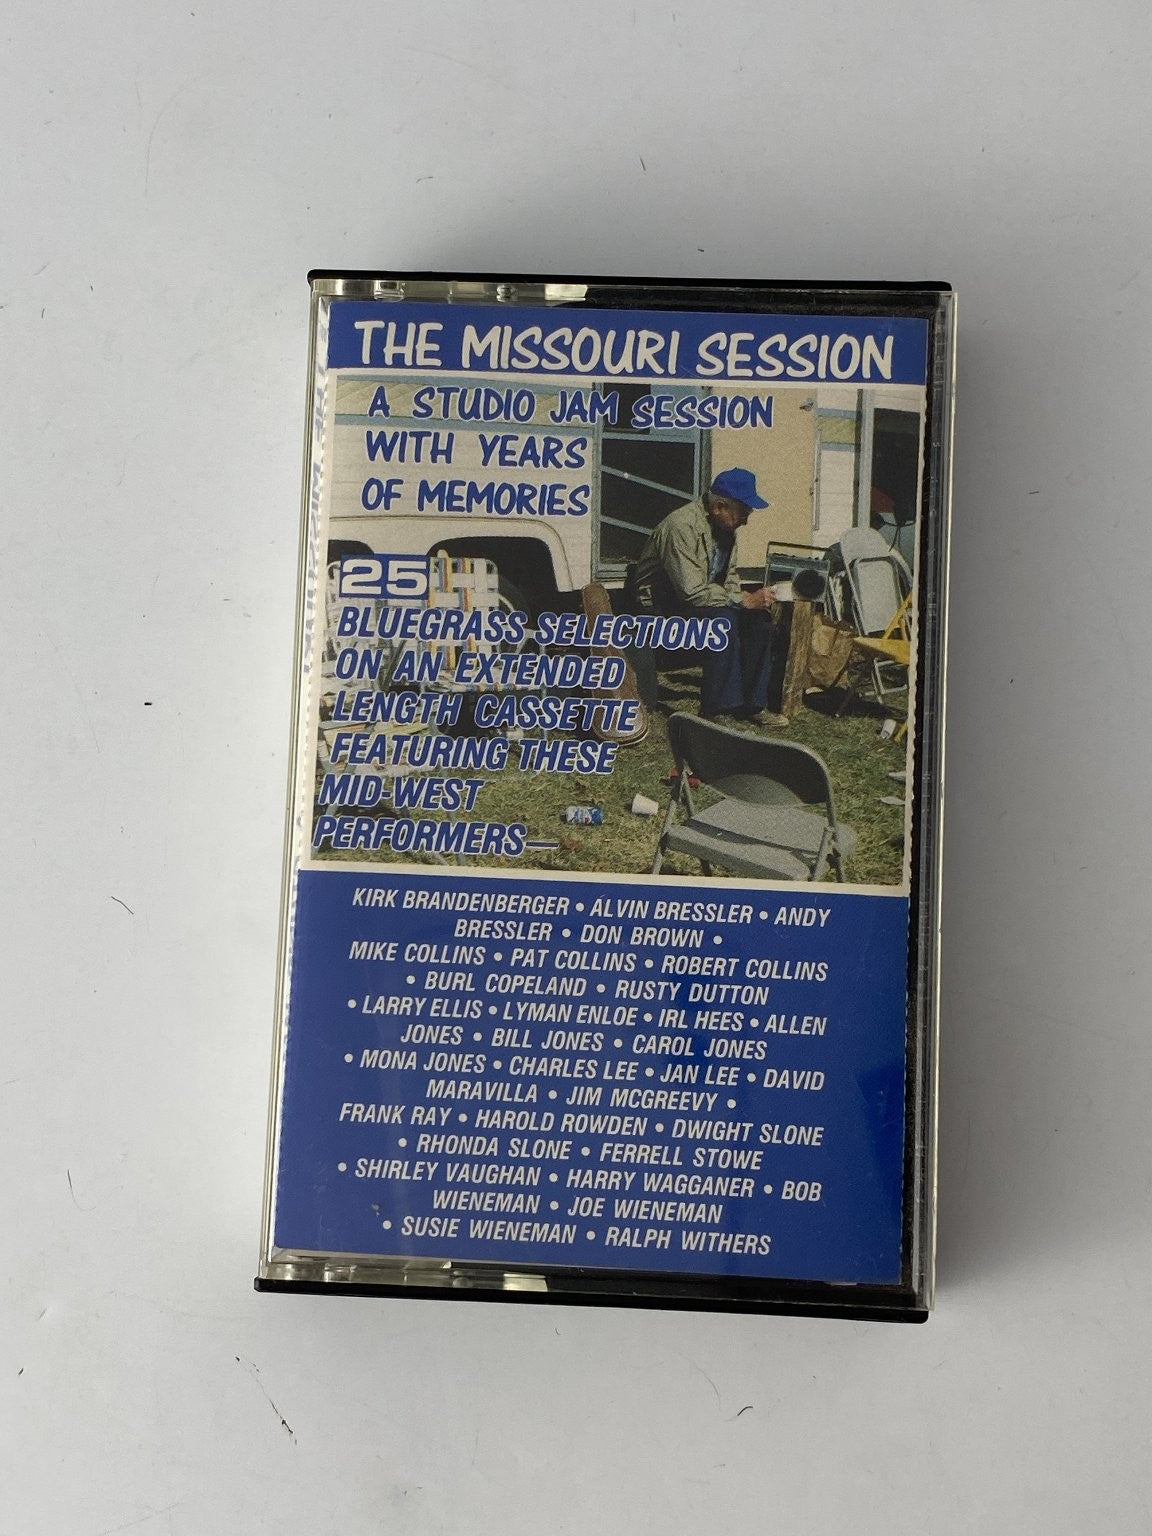 THE MISSOURI SESSION
A STUDIO JAM SESSION
WITH YEARS
OF MEMORIES
25
BLUEGRASS SELECTIONS
ON AN EXTENDED
LENGTH CASSETTE
FEATURING THESE
MID-WEST
PERFORMERS—
KIRK BRANDENBERGER • ALVIN BRESSLER • ANDY
BRESSLER • DON BROWN •
MIKE COLLINS • PAT COLLINS • ROBERT COLLINS
• BURL COPELAND • RUSTY DUTTON
• LARRY ELLIS • LYMAN ENLOE • IRL HEES • ALLEN
JONES • BILL JONES • CAROL JONES
• MONA JONES • CHARLES LEE • JAN LEE • DAVID
MARAVILLA • JIM MCGREEVY •
FRANK RAY • HAROLD ROWDEN • DWIGHT SLONE
• RHONDA SLONE • FERRELL STOWE
• SHIRLEY VAUGHAN • HARRY WAGGANER • BOB
WIENEMAN • JOE WIENEMAN
• SUSIE WIENEMAN • RALPH WITHERS